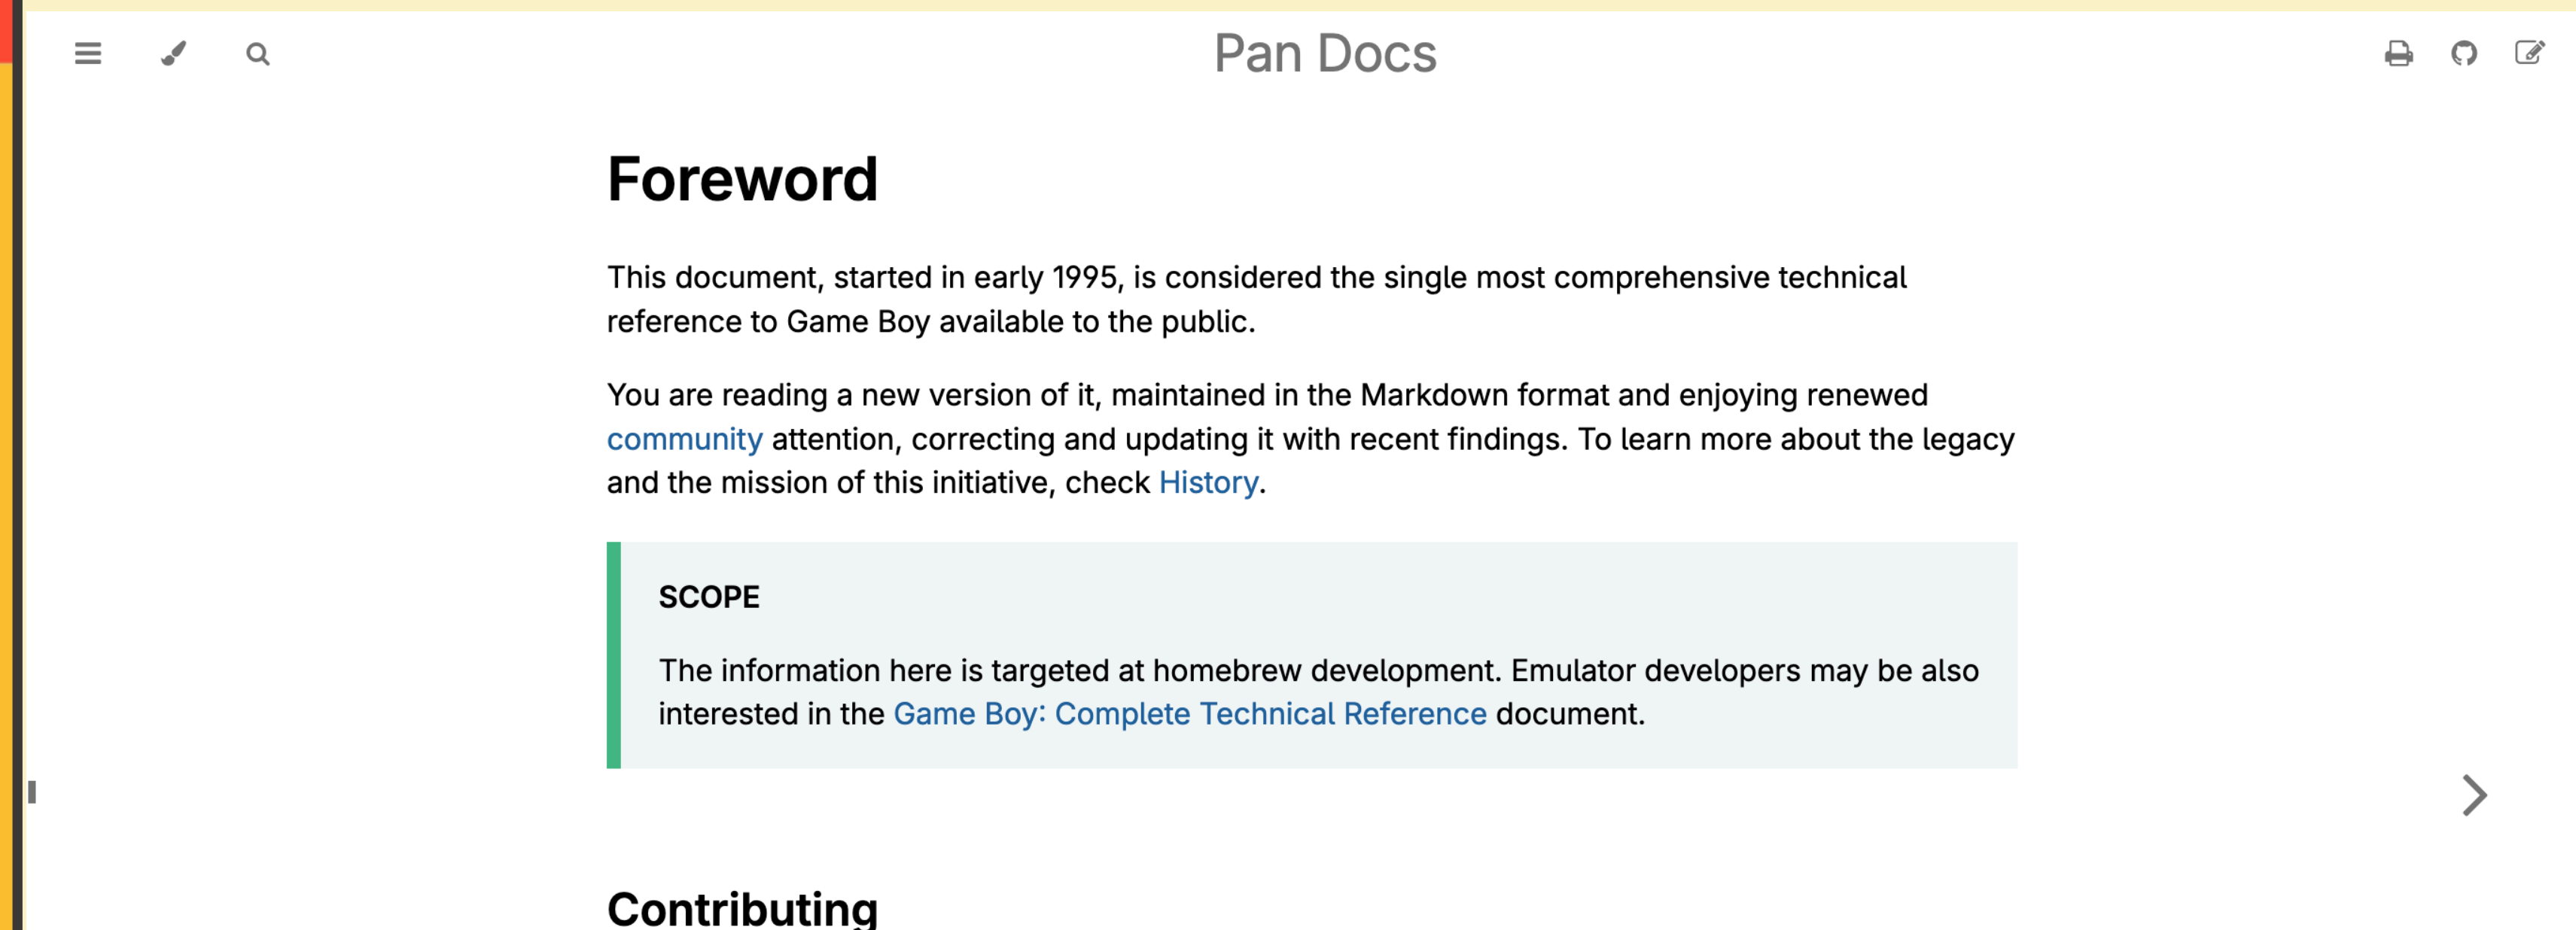 Pan Docs
Foreword
This document, started in early 1995, is considered the single most comprehensive technical
reference to Game Boy available to the public.
You are reading a new version of it, maintained in the Markdown format and enjoying renewed
community attention, correcting and updating it with recent findings. To learn more about the legacy
and the mission of this initiative, check History.
SCOPE
The information here is targeted at homebrew development. Emulator developers may be also
interested in the Game Boy: Complete Technical Reference document.
Contributing